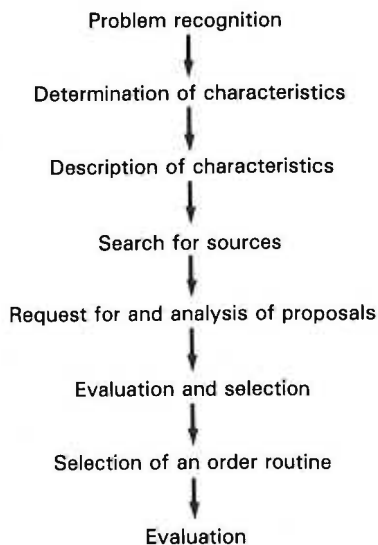 Problem recognition
Determination of characteristics
Description of characteristics
Search for sources
Request for and analysis of proposals
Evaluation and selection
Selection of an order routine
Evaluation